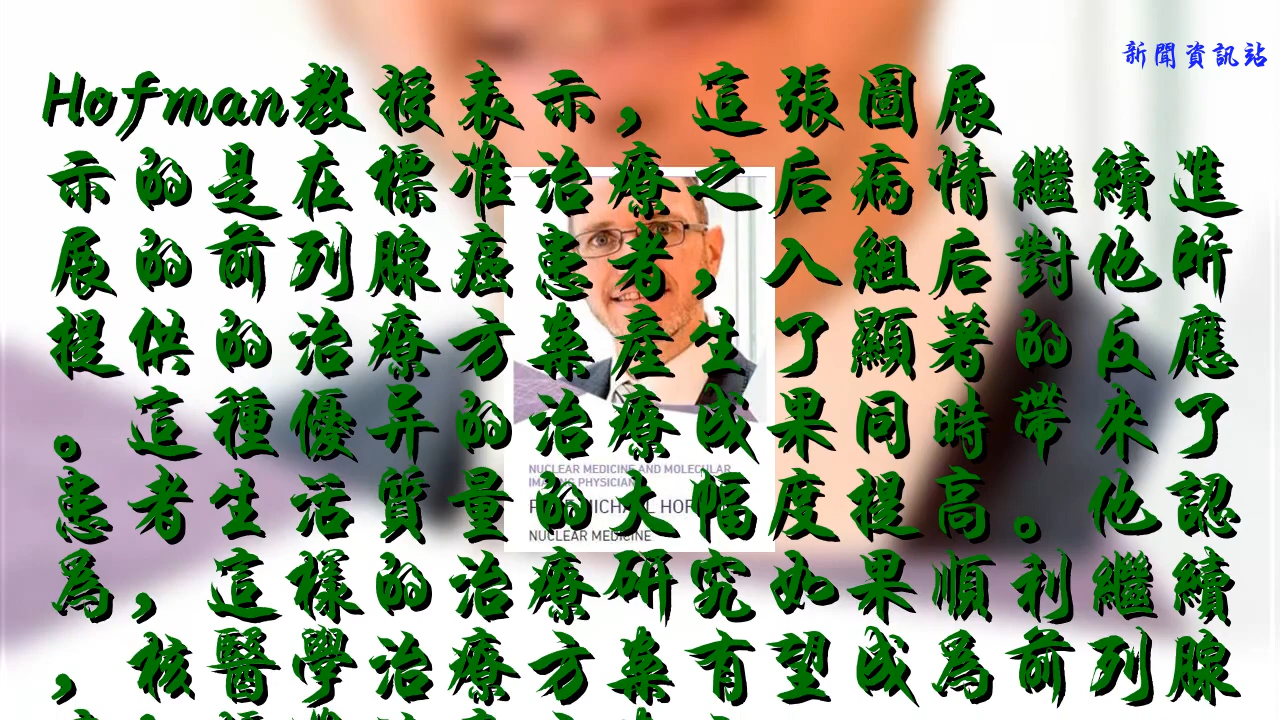 新聞資訊站
Hofman教授表示，這張圖展
示的是在標准治療之后病情繼續進
展的前列腺癌患者，入組后對他所
提供的治療方案産生了顯著的反應
。這種優异的治療成果同時帶來了
患者生活質量的大幅度提高。他認
為，這樣的治療研究如果順利繼續
，核醫學治療方案有望成為前列腺
NUCLEAR MEDICINE AND MOLECULAR
IMAGING PHYSICIAN
NUCLEAR MEDICINE